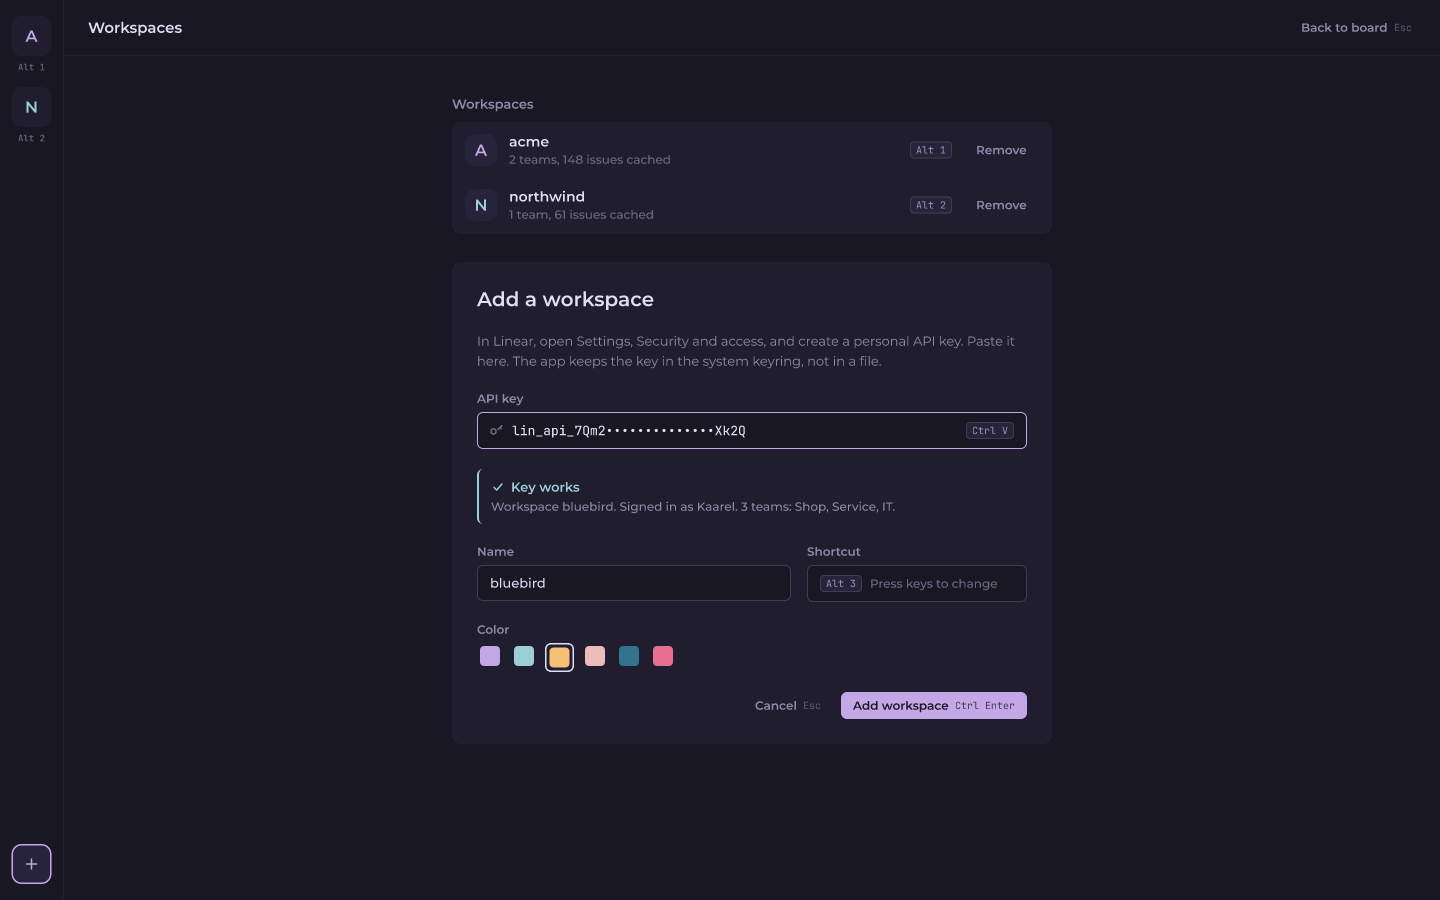 A
Alt 1
N
Alt 2
Workspaces
Back to board Esc
Workspaces
A
acme
2 teams, 148 issues cached
Alt 1
Remove
N
northwind
1 team, 61 issues cached
Alt 2
Remove
Add a workspace
In Linear, open Settings, Security and access, and create a personal API key. Paste it
here. The app keeps the key in the system keyring, not in a file.
API key
lin_api_7Qm2••••••••••••••Xk2Q
Ctrl V
Key works
Workspace bluebird. Signed in as Kaarel. 3 teams: Shop, Service, IT.
Name
Shortcut
bluebird
Alt 3 Press keys to change
Color
Cancel Esc
Add workspace Ctrl Enter